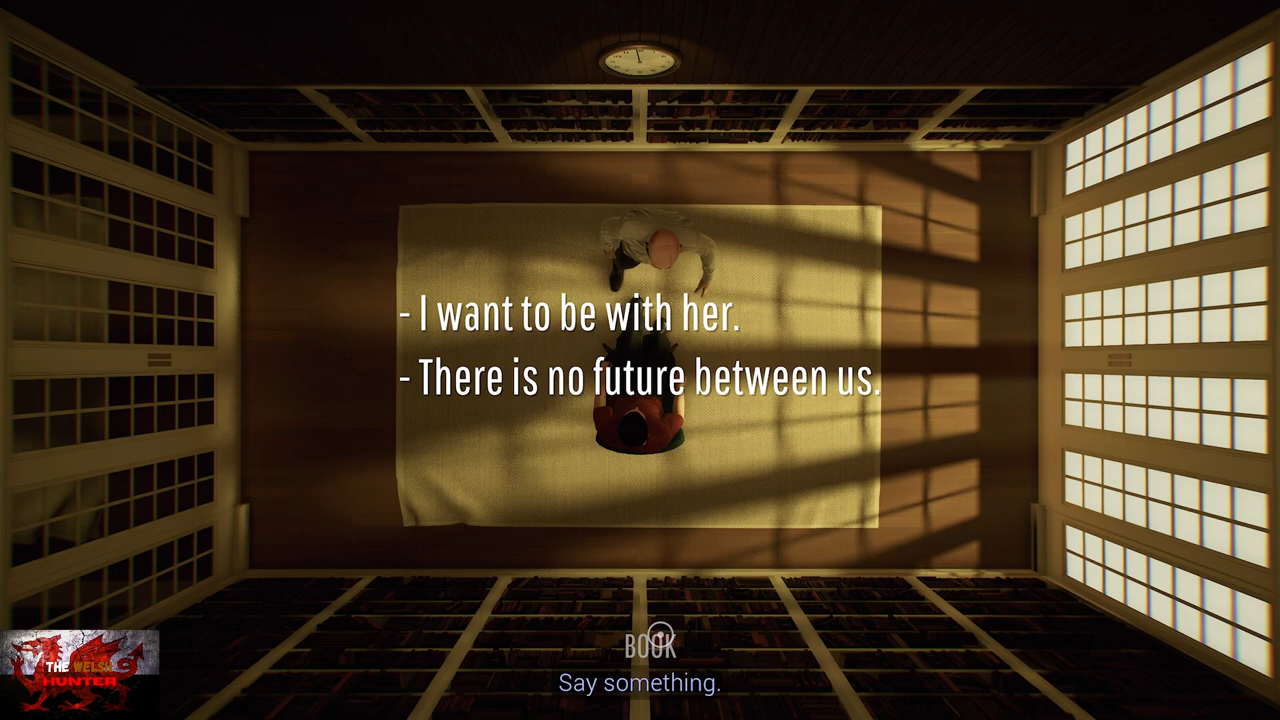 - I want to be with her.
- There is no future between us.
BOOK
Say something.
THE WELSH
HUNTER